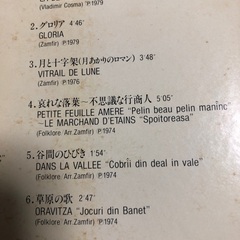 (Vladimir Cosma) ℗1979
2. グロリア 4′46″
GLORIA
(Zamfir) ℗1979
3. 月と十字架(月あかりのロマン) 3′48″
VITRAIL DE LUNE
(Zamfir) ℗1976
4. 哀れな落葉〜不思議な行商人 5′05″
PETITE FEUILLE AMERE "Pelin beau pelin maninc
—LE MARCHAND D'ETAINS "Spoitoreasa"
(Folklore/Arr.Zamfir) ℗1974
5. 谷間のひびき 1′54″
DANS LA VALLEE "Cobrîi din deal in vale"
(Folklore/Arr.Zamfir) ℗1974
6. 草原の歌 2′47″
ORAVITZA "Jocuri din Banet"
(Folklore/Arr.Zamfir) ℗1974